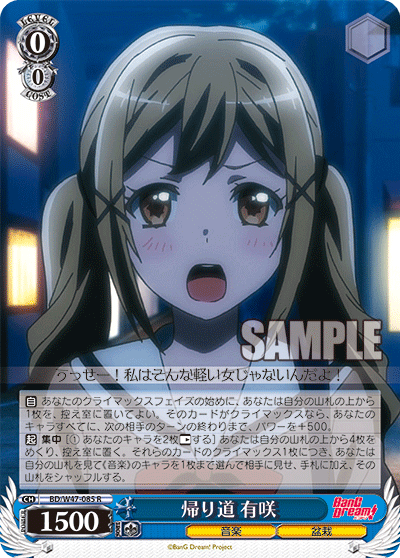 LEVEL
0
0
COST
SAMPLE
うっせー!私はそんな軽い女じゃないんだよ!
自 あなたのクライマックスフェイズの始めに、あなたは自分の山札の上から
1枚を、控え室に置いてよい。そのカードがクライマックスなら、あなたの
キャラすべてに、次の相手のターンの終わりまで、パワーを+500。
起 集中 [① あなたのキャラを2枚レストする] あなたは自分の山札の上から4枚を
めくり、控え室に置く。それらのカードのクライマックス1枚につき、あなた
は自分の山札を見て《音楽》のキャラを1枚まで選んで相手に見せ、手札に加え、その
山札をシャッフルする。
CH BD/W47-085 R
POWER
1500
帰り道 有咲
BanG Dream!
音楽 盆栽
©BanG Dream! Project